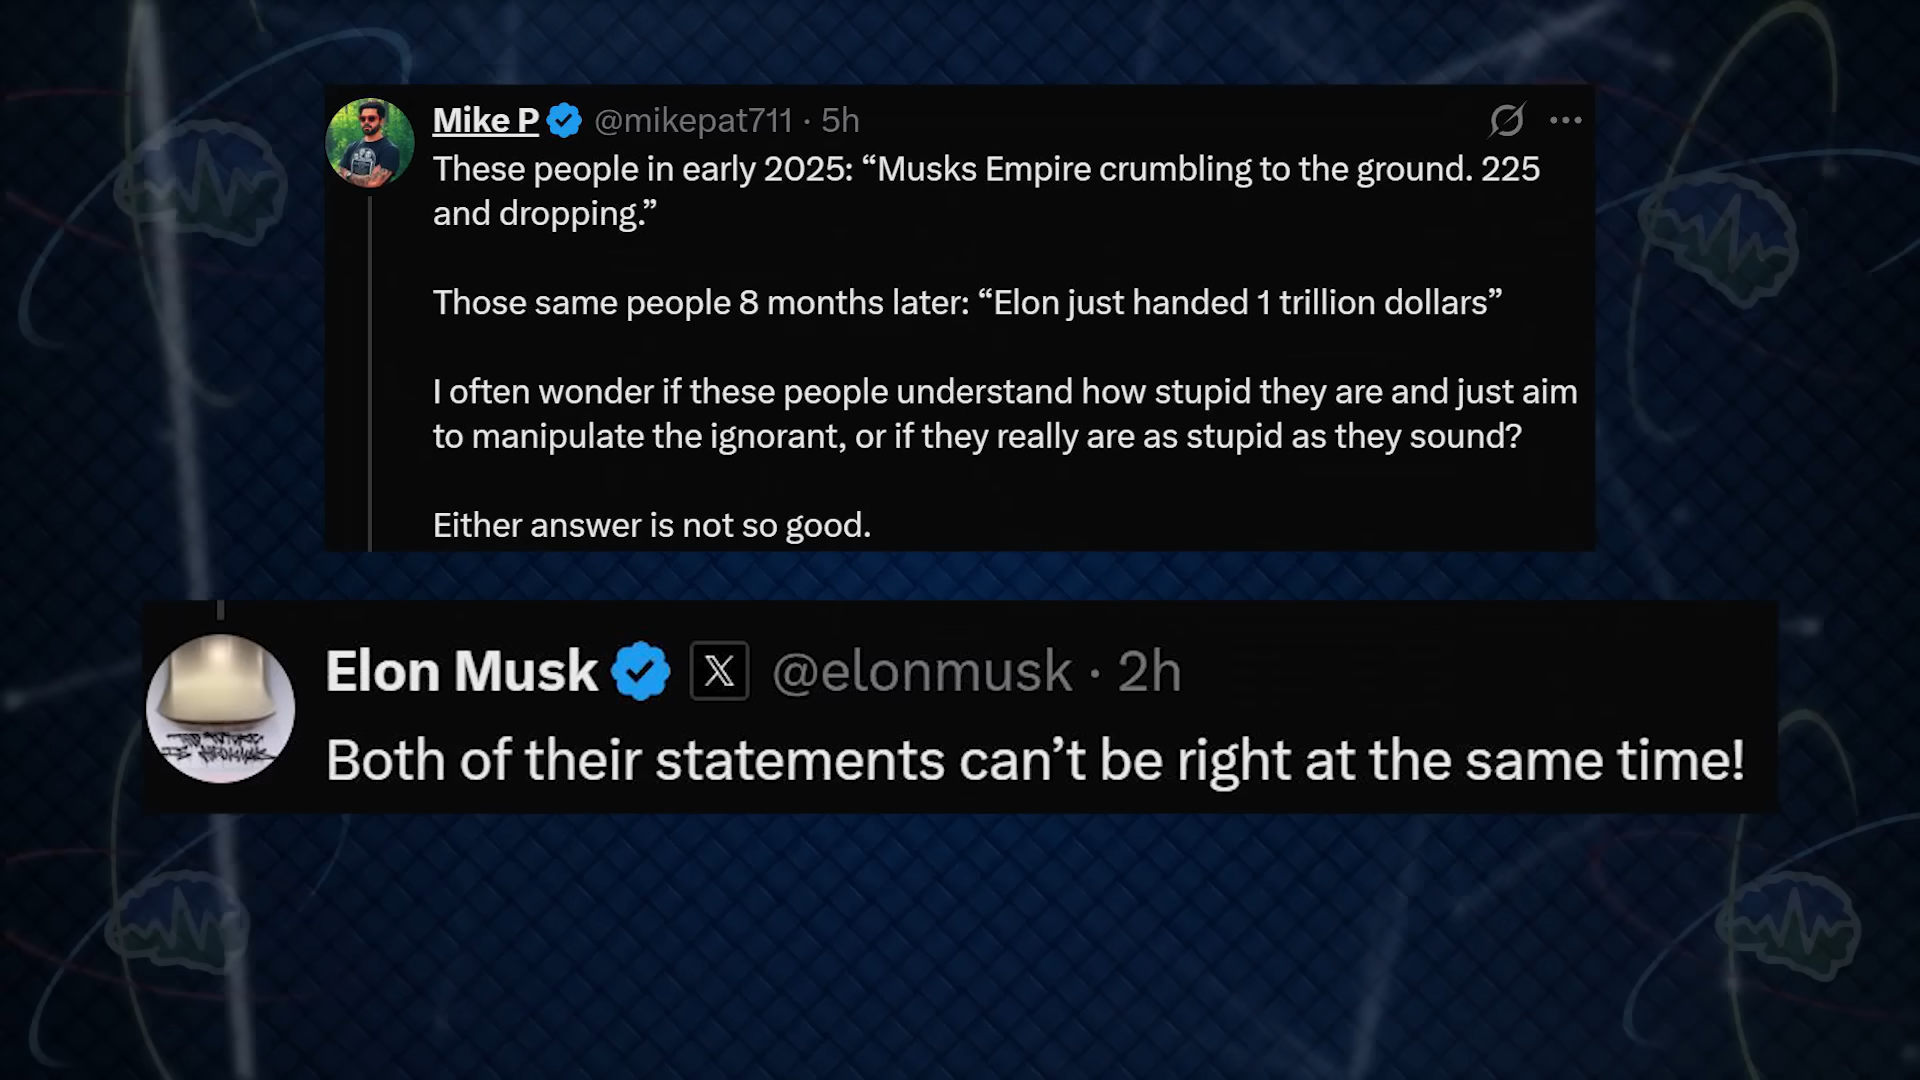 Mike P @mikepat711 · 5h
These people in early 2025: “Musks Empire crumbling to the ground. 225
and dropping.”
Those same people 8 months later: “Elon just handed 1 trillion dollars”
I often wonder if these people understand how stupid they are and just aim
to manipulate the ignorant, or if they really are as stupid as they sound?
Either answer is not so good.
Elon Musk @elonmusk · 2h
Both of their statements can’t be right at the same time!